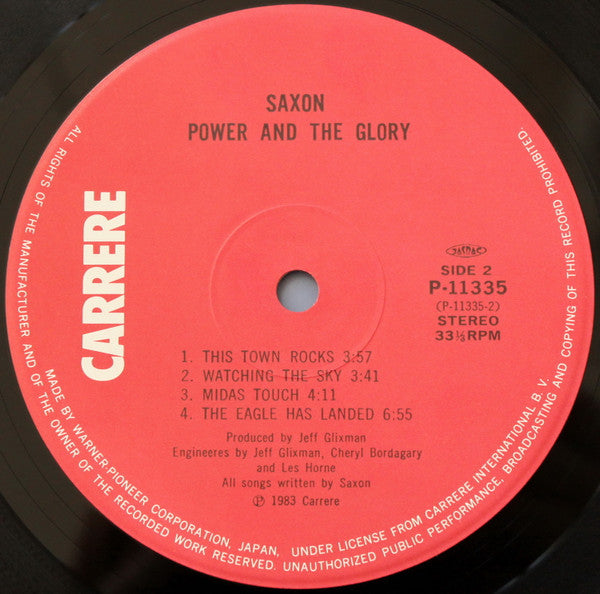 SAXON
POWER AND THE GLORY
CARRERE
JASRAC
SIDE 2
P-11335
(P-11335-2)
STEREO
33⅓RPM
1. THIS TOWN ROCKS 3:57
2. WATCHING THE SKY 3:41
3. MIDAS TOUCH 4:11
4. THE EAGLE HAS LANDED 6:55
Produced by Jeff Glixman
Engineeres by Jeff Glixman, Cheryl Bordagary
and Les Horne
All songs written by Saxon
Ⓟ 1983 Carrere
ALL RIGHTS OF THE MANUFACTURER AND OF THE OWNER OF THE RECORDED WORK RESERVED. UNAUTHORIZED PUBLIC PERFORMANCE, BROADCASTING AND COPYING OF THIS RECORD PROHIBITED.
MADE BY WARNER-PIONEER CORPORATION, JAPAN, UNDER LICENSE FROM CARRERE INTERNATIONAL B. V.